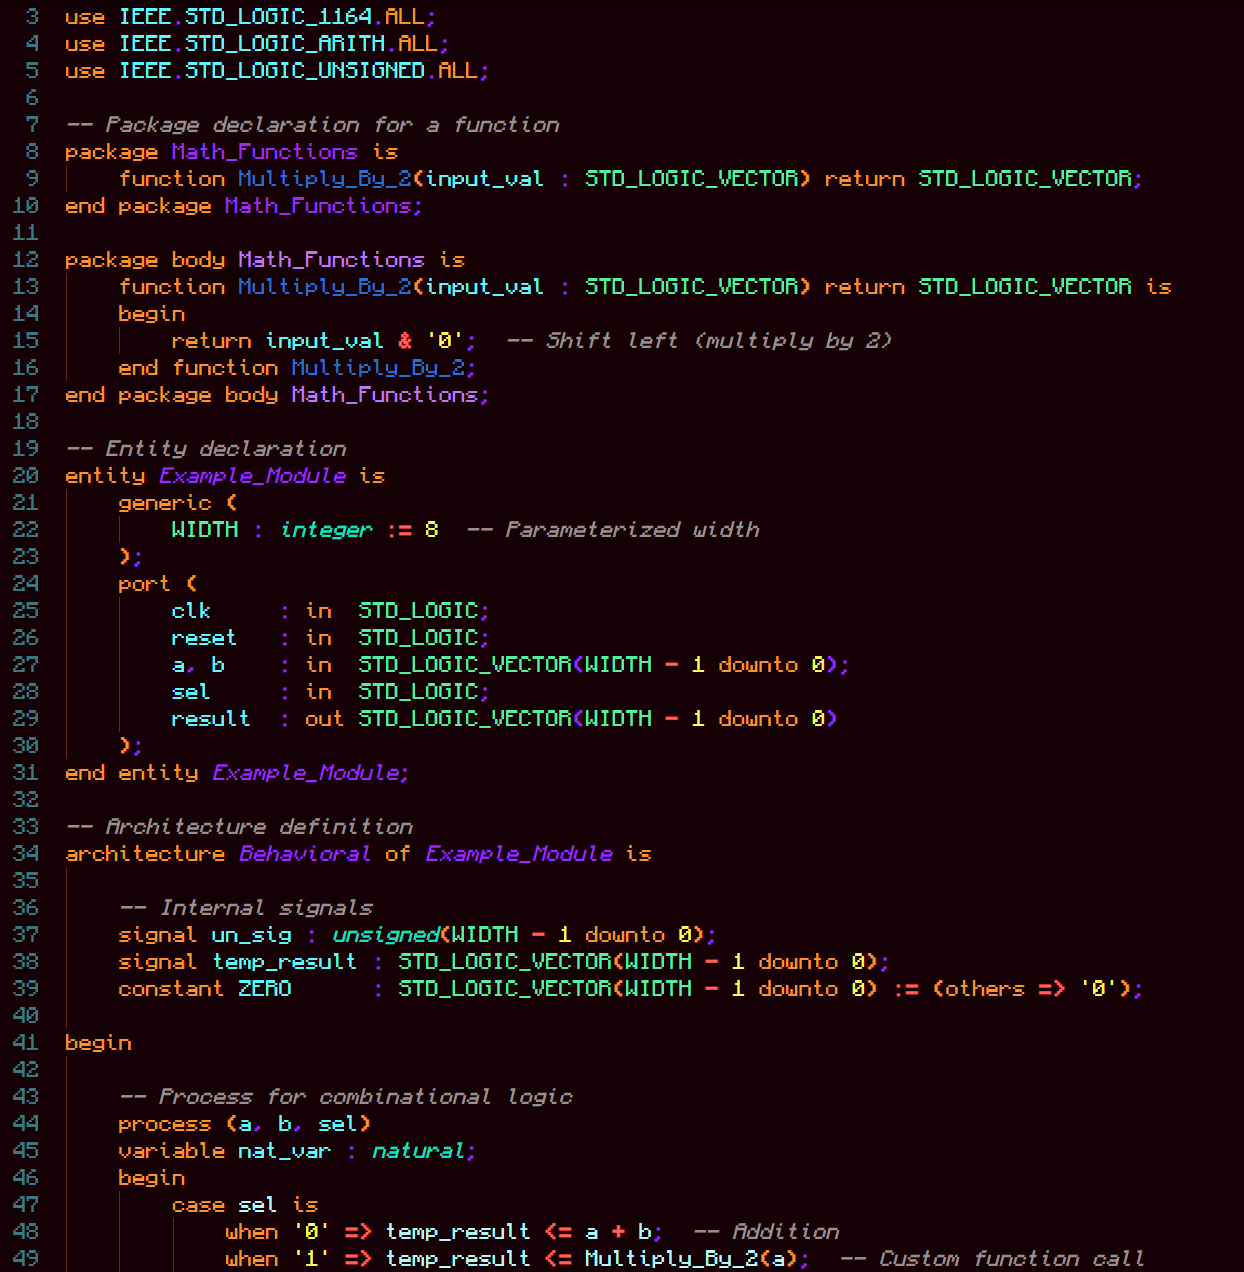 3 use IEEE.STD_LOGIC_1164.ALL;
4 use IEEE.STD_LOGIC_ARITH.ALL;
5 use IEEE.STD_LOGIC_UNSIGNED.ALL;
6
7 -- Package declaration for a function
8 package Math_Functions is
9     function Multiply_By_2(input_val : STD_LOGIC_VECTOR) return STD_LOGIC_VECTOR;
10 end package Math_Functions;
11
12 package body Math_Functions is
13     function Multiply_By_2(input_val : STD_LOGIC_VECTOR) return STD_LOGIC_VECTOR is
14     begin
15         return input_val & '0';  -- Shift left (multiply by 2)
16     end function Multiply_By_2;
17 end package body Math_Functions;
18
19 -- Entity declaration
20 entity Example_Module is
21     generic (
22         WIDTH : integer := 8  -- Parameterized width
23     );
24     port (
25         clk     : in  STD_LOGIC;
26         reset   : in  STD_LOGIC;
27         a, b    : in  STD_LOGIC_VECTOR(WIDTH - 1 downto 0);
28         sel     : in  STD_LOGIC;
29         result  : out STD_LOGIC_VECTOR(WIDTH - 1 downto 0)
30     );
31 end entity Example_Module;
32
33 -- Architecture definition
34 architecture Behavioral of Example_Module is
35
36     -- Internal signals
37     signal un_sig : unsigned(WIDTH - 1 downto 0);
38     signal temp_result : STD_LOGIC_VECTOR(WIDTH - 1 downto 0);
39     constant ZERO      : STD_LOGIC_VECTOR(WIDTH - 1 downto 0) := (others => '0');
40
41 begin
42
43     -- Process for combinational logic
44     process (a, b, sel)
45     variable nat_var : natural;
46     begin
47         case sel is
48             when '0' => temp_result <= a + b;  -- Addition
49             when '1' => temp_result <= Multiply_By_2(a);  -- Custom function call